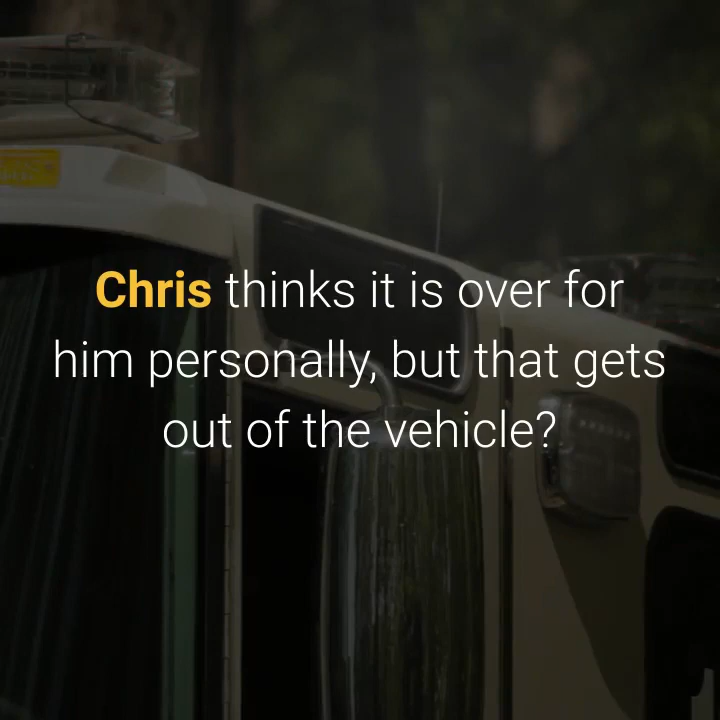 Chris thinks it is over for
him personally, but that gets
out of the vehicle?